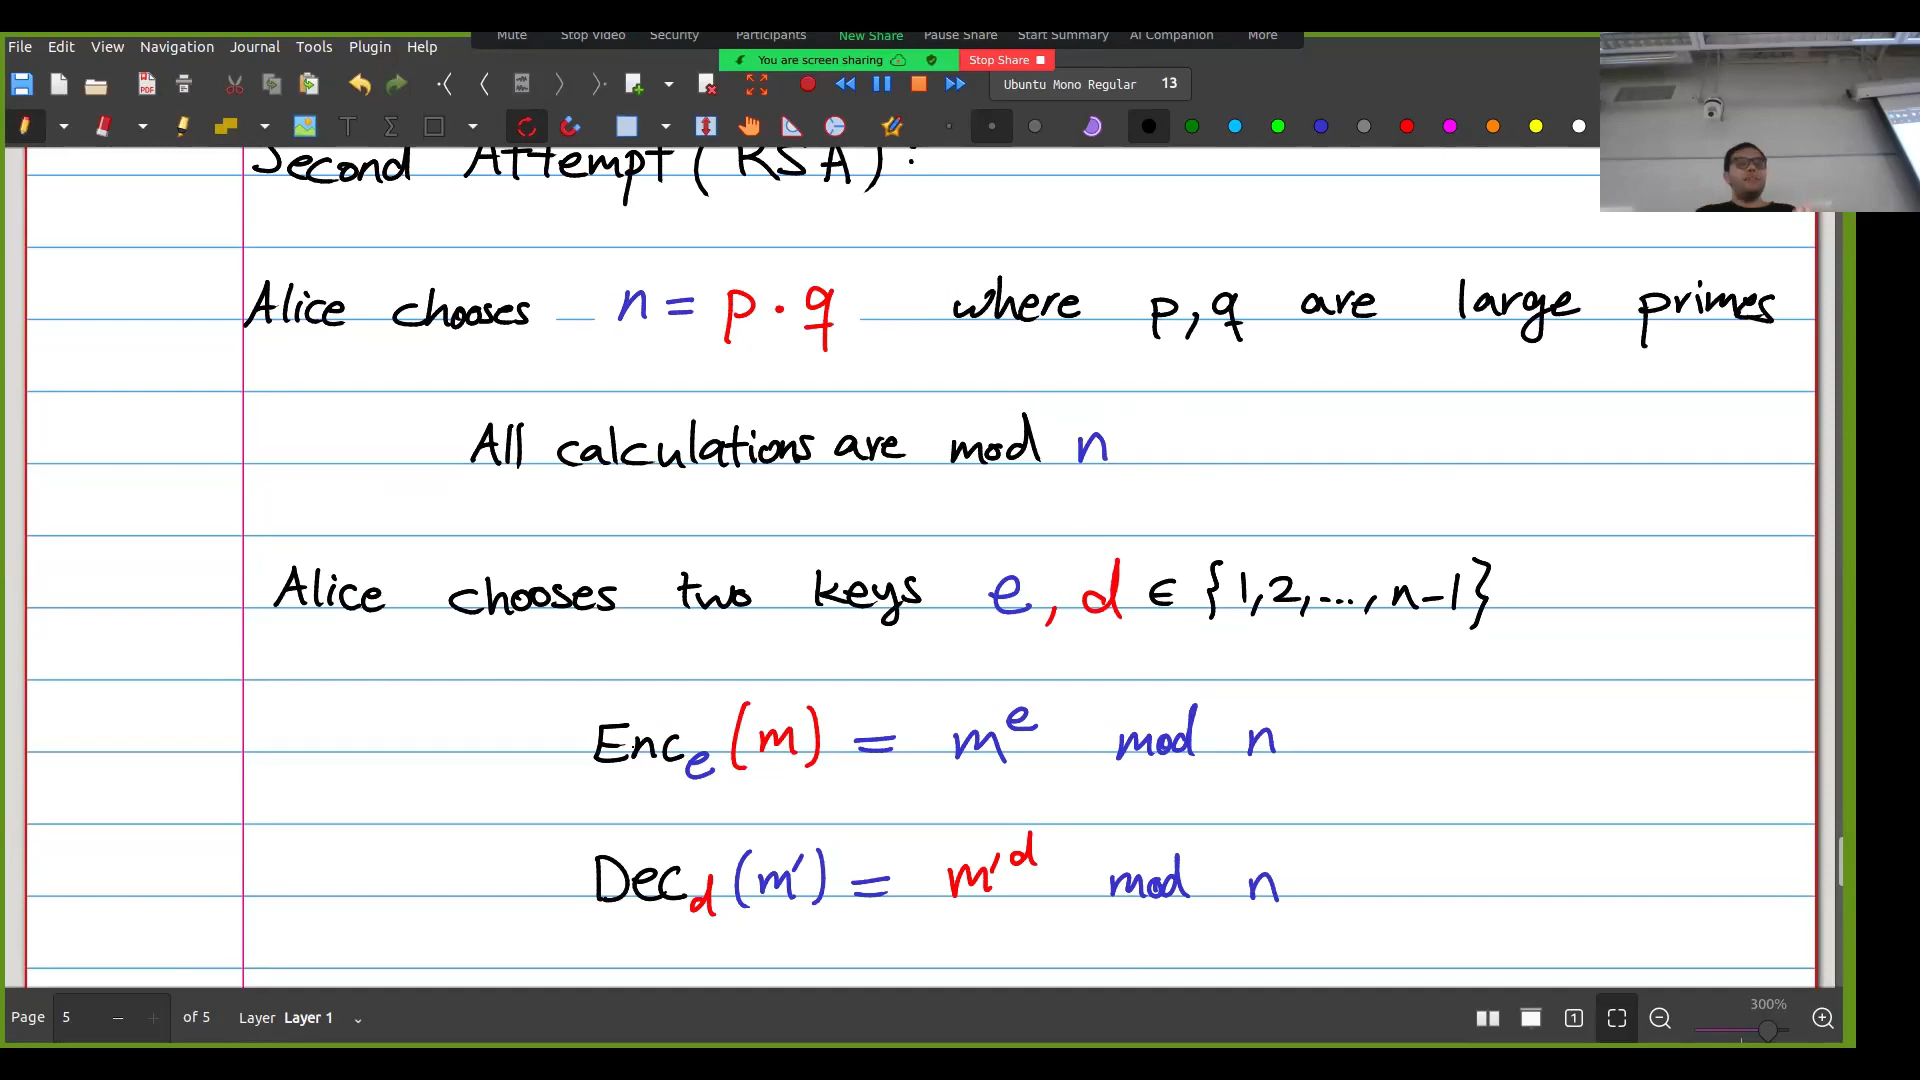 Mute Stop Video Security Participants New Share Pause Share Start Summary AI Companion More
File Edit View Navigation Journal Tools Plugin Help
You are screen sharing Stop Share
Ubuntu Mono Regular 13
Second Attempt (RSA):
Alice chooses n = p · q where p, q are large primes
All calculations are mod n
Alice chooses two keys e, d ∈ {1, 2, ..., n-1}
Enc_e (m) = m^e mod n
Dec_d (m') = m'^d mod n
Page 5 of 5 Layer Layer 1 300%